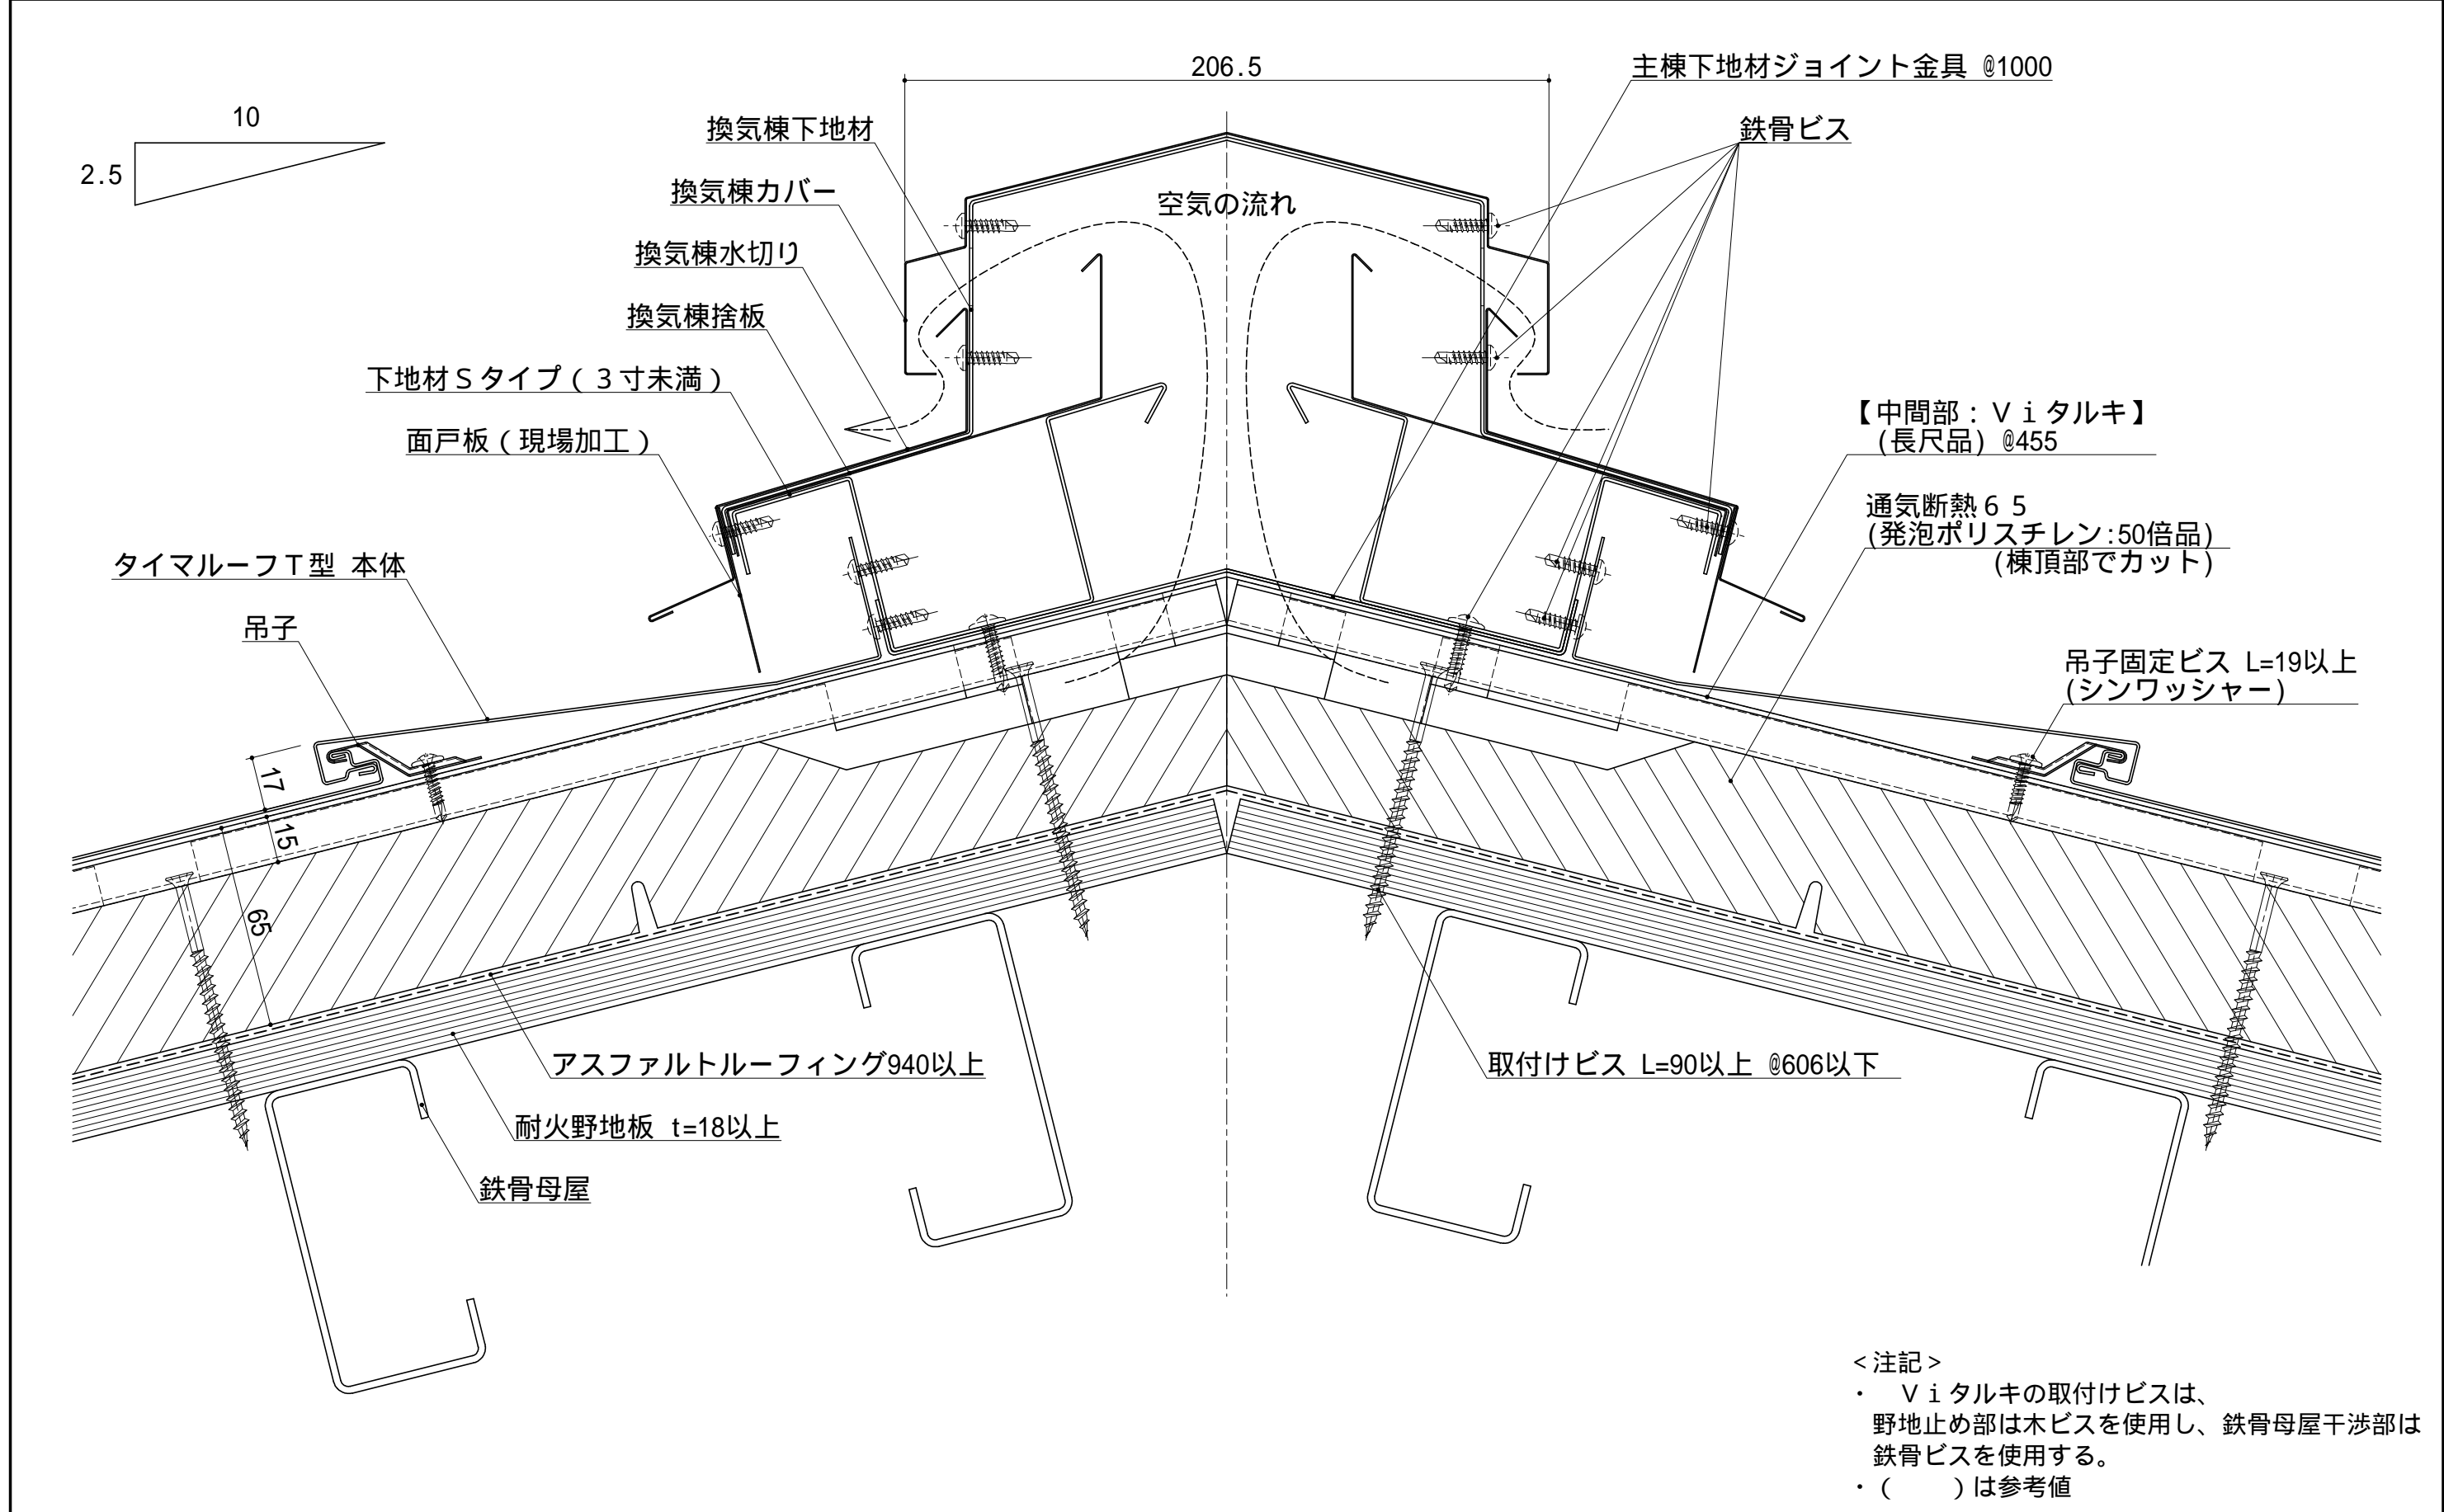 206.5
主棟下地材ジョイント金具 @1000
10
換気棟下地材
鉄骨ビス
2.5
換気棟カバー
空気の流れ
換気棟水切り
換気棟捨板
下地材Sタイプ(3寸未満)
【中間部:Viタルキ】
(長尺品) @455
面戸板(現場加工)
通気断熱65
(発泡ポリスチレン:50倍品)
(棟頂部でカット)
タイマルーフT型 本体
吊子
吊子固定ビス L=19以上
(シンワッシャー)
17
15
65
アスファルトルーフィング940以上
取付けビス L=90以上 @606以下
耐火野地板 t=18以上
鉄骨母屋
<注記>
・ Viタルキの取付けビスは、
野地止め部は木ビスを使用し、鉄骨母屋干渉部は
鉄骨ビスを使用する。
・(  )は参考値